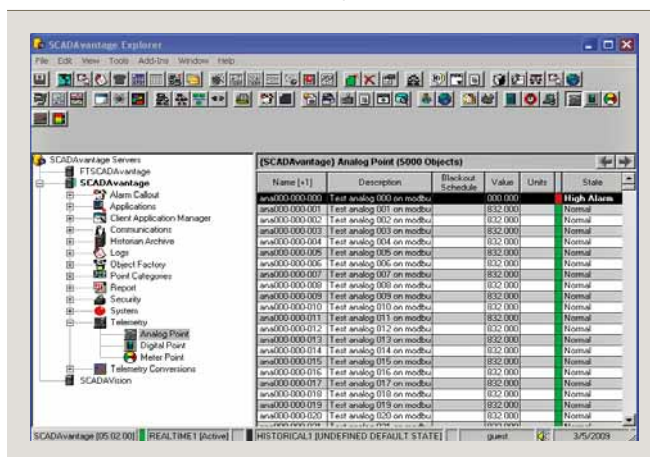 SCADAvantage Explorer
File Edit View Tools Add-Ins Window Help
SCADAvantage Servers
FTSCADAvantage
SCADAvantage
Alarm Callout
Applications
Client Application Manager
Communications
Historian Archive
Logs
Object Factory
Point Categories
Report
Security
System
Telemetry
Analog Point
Digital Point
Meter Point
Telemetry Conversions
SCADAVision
(SCADAvantage) Analog Point (5000 Objects)
Name [+1] Description Blackout Schedule Value Units State
ana000-000-000 Test analog 000 on modbu 000.000 High Alarm
ana000-000-001 Test analog 001 on modbu 832.000 Normal
ana000-000-002 Test analog 002 on modbu 832.000 Normal
ana000-000-003 Test analog 003 on modbu 832.000 Normal
ana000-000-004 Test analog 004 on modbu 832.000 Normal
ana000-000-005 Test analog 005 on modbu 832.000 Normal
ana000-000-006 Test analog 006 on modbu 832.000 Normal
ana000-000-007 Test analog 007 on modbu 832.000 Normal
ana000-000-008 Test analog 008 on modbu 832.000 Normal
ana000-000-009 Test analog 009 on modbu 832.000 Normal
ana000-000-010 Test analog 010 on modbu 832.000 Normal
ana000-000-011 Test analog 011 on modbu 832.000 Normal
ana000-000-012 Test analog 012 on modbu 832.000 Normal
ana000-000-013 Test analog 013 on modbu 832.000 Normal
ana000-000-014 Test analog 014 on modbu 832.000 Normal
ana000-000-015 Test analog 015 on modbu 832.000 Normal
ana000-000-016 Test analog 016 on modbu 832.000 Normal
ana000-000-017 Test analog 017 on modbu 832.000 Normal
ana000-000-018 Test analog 018 on modbu 832.000 Normal
ana000-000-019 Test analog 019 on modbu 832.000 Normal
ana000-000-020 Test analog 020 on modbu 832.000 Normal
SCADAvantage [05.02.00] REALTIME1 [Active] HISTORICAL1 [UNDEFINED DEFAULT STATE] guest 3/5/2009